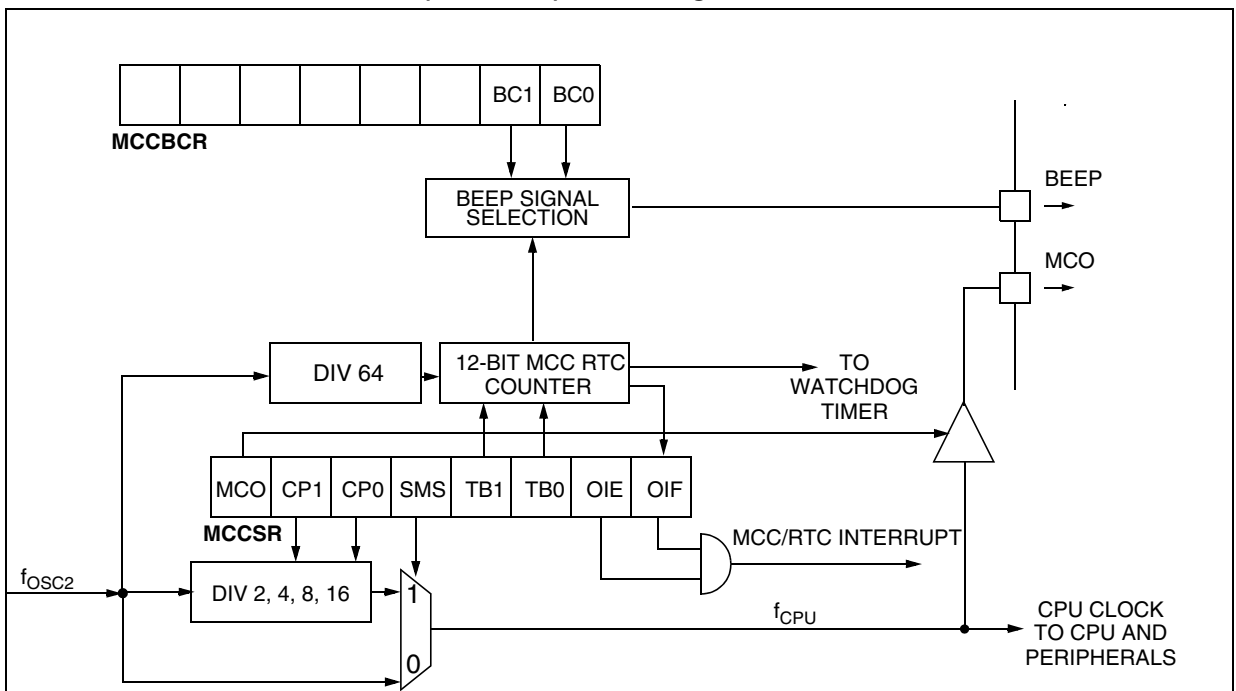 BC1 BC0
MCCBCR
BEEP SIGNAL
SELECTION
BEEP
MCO
DIV 64
12-BIT MCC RTC
COUNTER
TO
WATCHDOG
TIMER
MCO CP1 CP0 SMS TB1 TB0 OIE OIF
MCCSR
MCC/RTC INTERRUPT
fOSC2
DIV 2, 4, 8, 16
1
0
fCPU
CPU CLOCK
TO CPU AND
PERIPHERALS